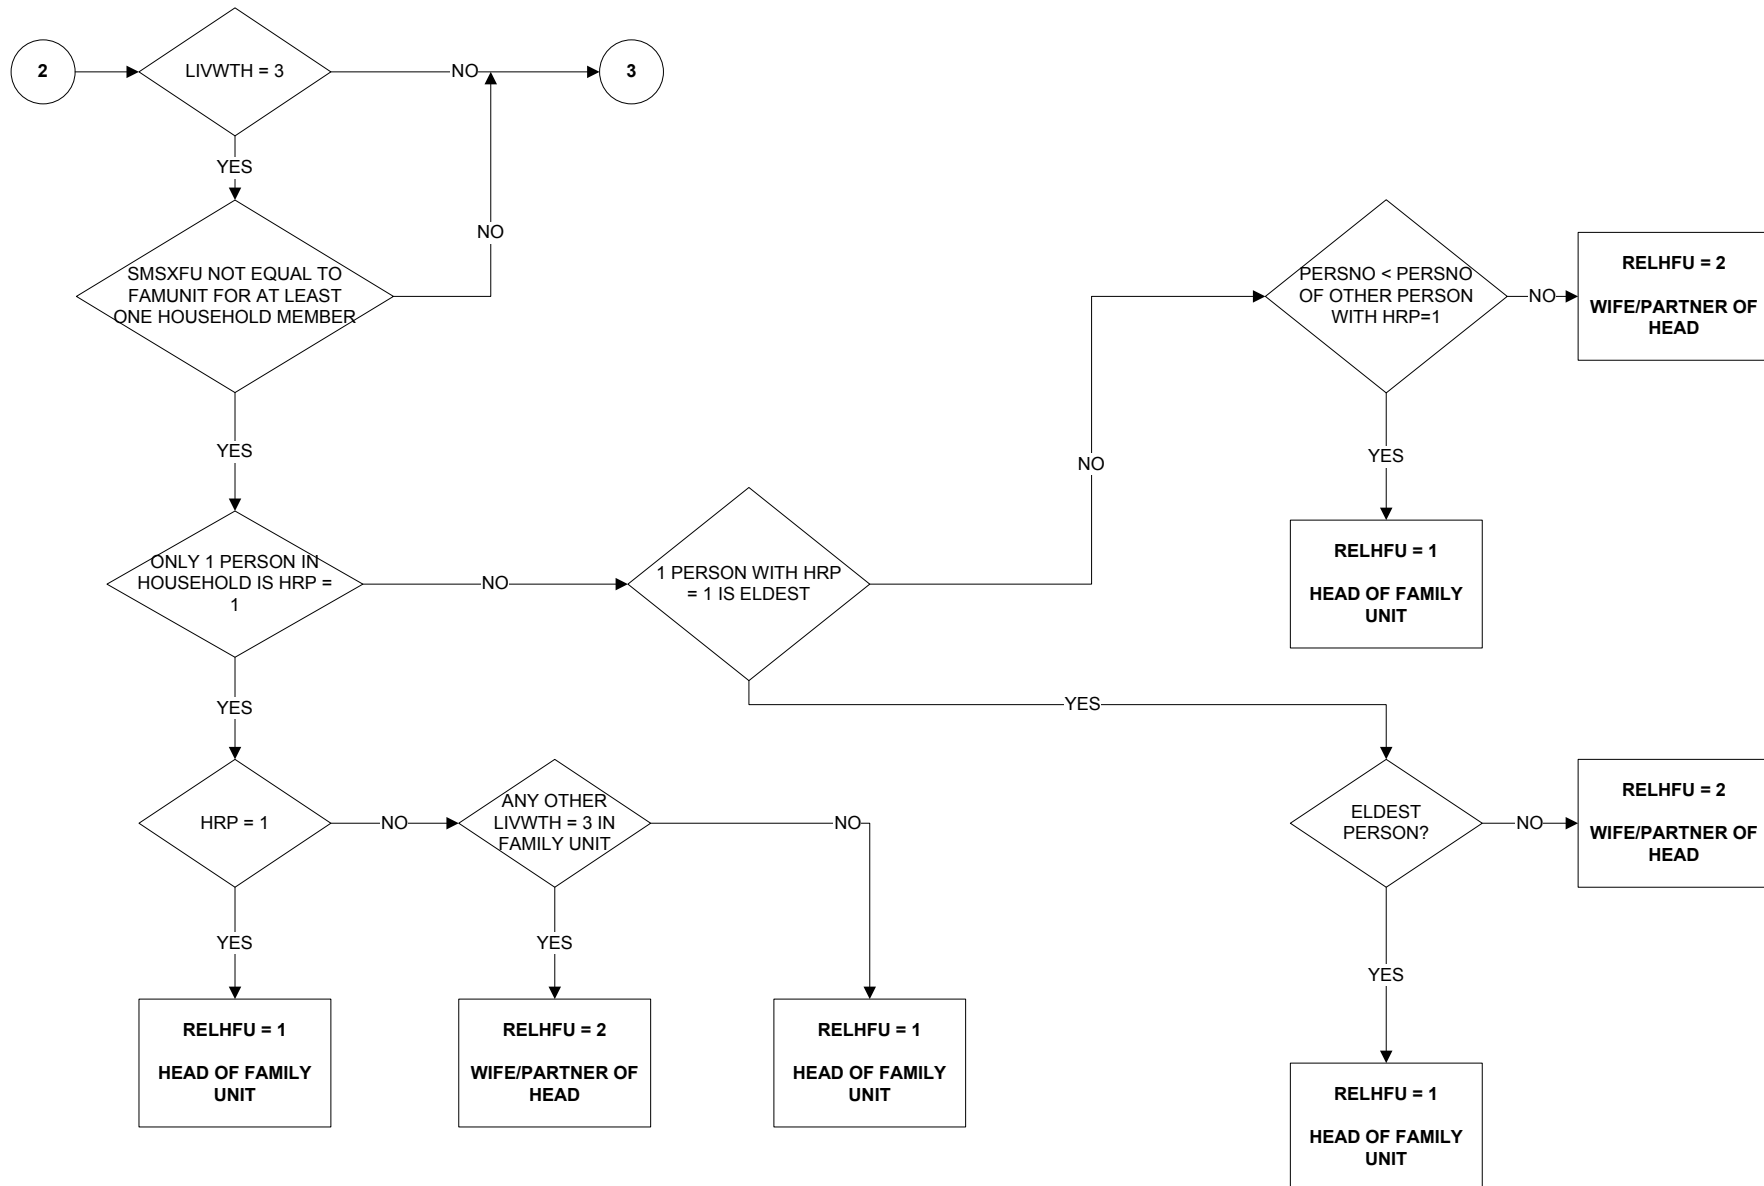 2
LIVWTH = 3
NO
3
YES
SMSXFU NOT EQUAL TO
FAMUNIT FOR AT LEAST
ONE HOUSEHOLD MEMBER
NO
YES
ONLY 1 PERSON IN
HOUSEHOLD IS HRP =
1
NO
1 PERSON WITH HRP
= 1 IS ELDEST
NO
PERSNO < PERSNO
OF OTHER PERSON
WITH HRP=1
NO
RELHFU = 2
WIFE/PARTNER OF
HEAD
YES
RELHFU = 1
HEAD OF FAMILY
UNIT
YES
ELDEST
PERSON?
NO
RELHFU = 2
WIFE/PARTNER OF
HEAD
YES
RELHFU = 1
HEAD OF FAMILY
UNIT
YES
HRP = 1
NO
ANY OTHER
LIVWTH = 3 IN
FAMILY UNIT
NO
YES
YES
RELHFU = 1
HEAD OF FAMILY
UNIT
RELHFU = 2
WIFE/PARTNER OF
HEAD
RELHFU = 1
HEAD OF FAMILY
UNIT